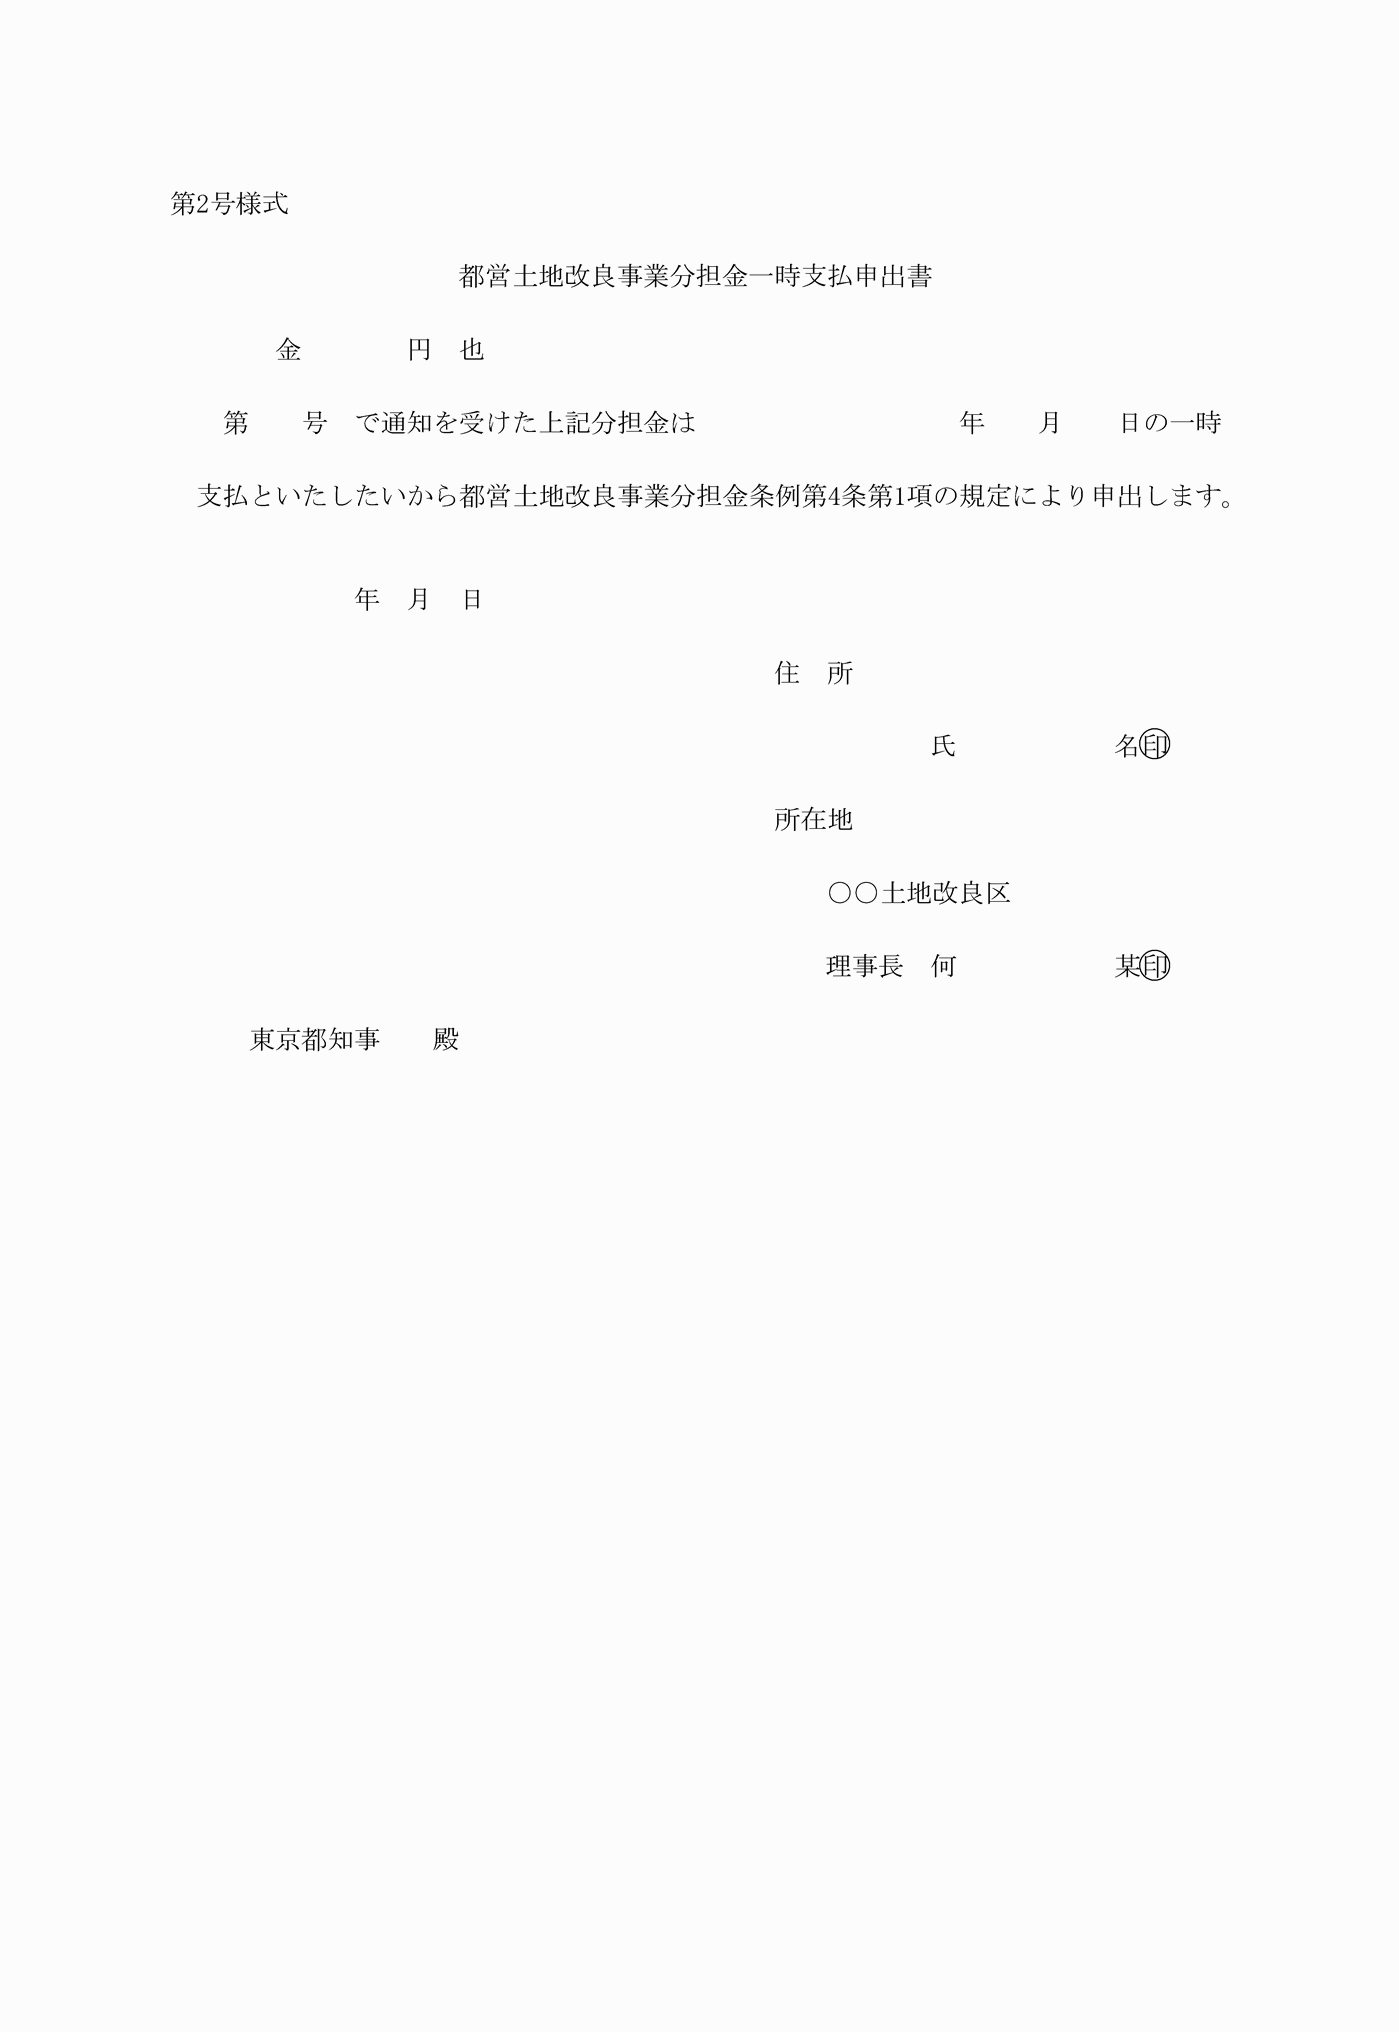 第2号様式
都営土地改良事業分担金一時支払申出書
金　　　　円　也
第　　号　で通知を受けた上記分担金は　　　　　　　　　　年　　月　　日の一時
支払といたしたいから都営土地改良事業分担金条例第4条第1項の規定により申出します。
年　月　日
住　所
氏　　　　　　名㊞
所在地
〇〇土地改良区
理事長　何　　　　　　某㊞
東京都知事　　殿